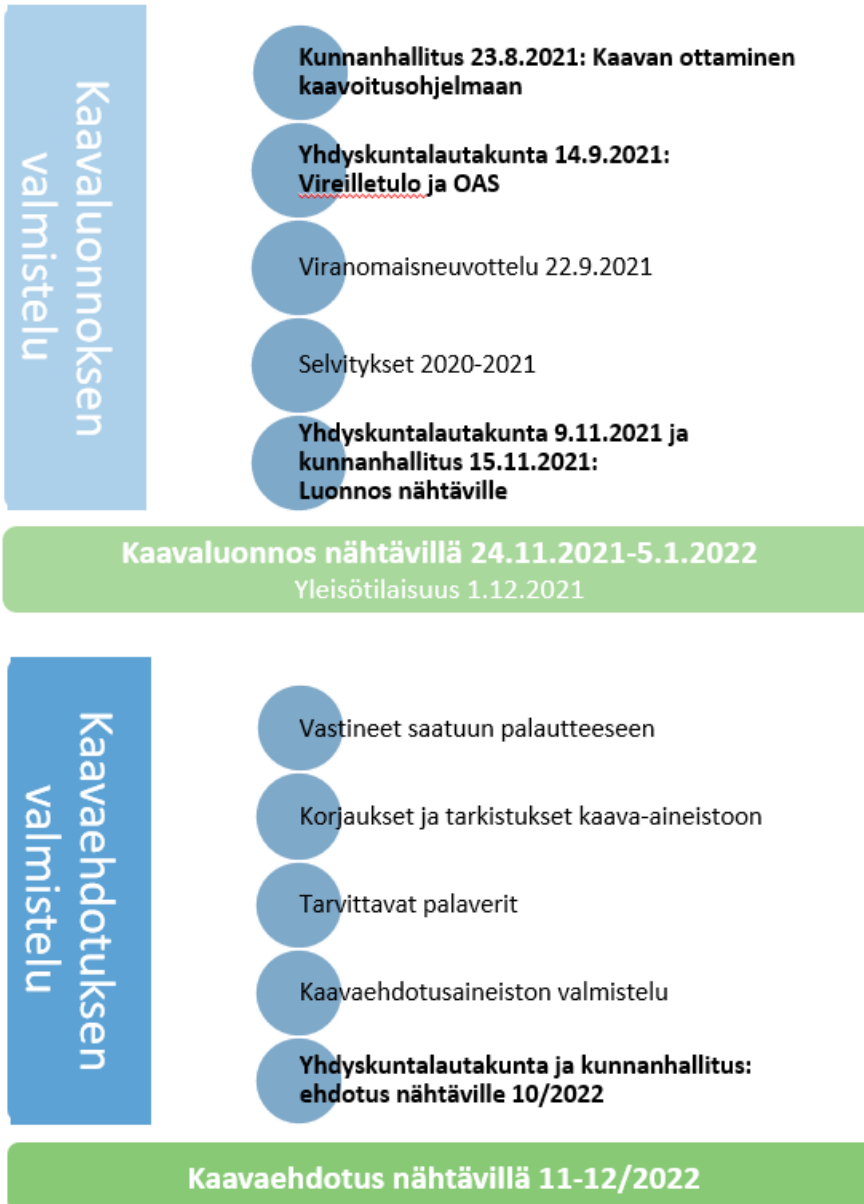 Kaavaluonnoksen
valmistelu
Kunnanhallitus 23.8.2021: Kaavan ottaminen
kaavoitusohjelmaan
Yhdyskuntalautakunta 14.9.2021:
Vireilletulo ja OAS
Viranomaisneuvottelu 22.9.2021
Selvitykset 2020-2021
Yhdyskuntalautakunta 9.11.2021 ja
kunnanhallitus 15.11.2021:
Luonnos nähtäville
Kaavaluonnos nähtävillä 24.11.2021-5.1.2022
Yleisötilaisuus 1.12.2021
Kaavaehdotuksen
valmistelu
Vastineet saatuun palautteeseen
Korjaukset ja tarkistukset kaava-aineistoon
Tarvittavat palaverit
Kaavaehdotusaineiston valmistelu
Yhdyskuntalautakunta ja kunnanhallitus:
ehdotus nähtäville 10/2022
Kaavaehdotus nähtävillä 11-12/2022